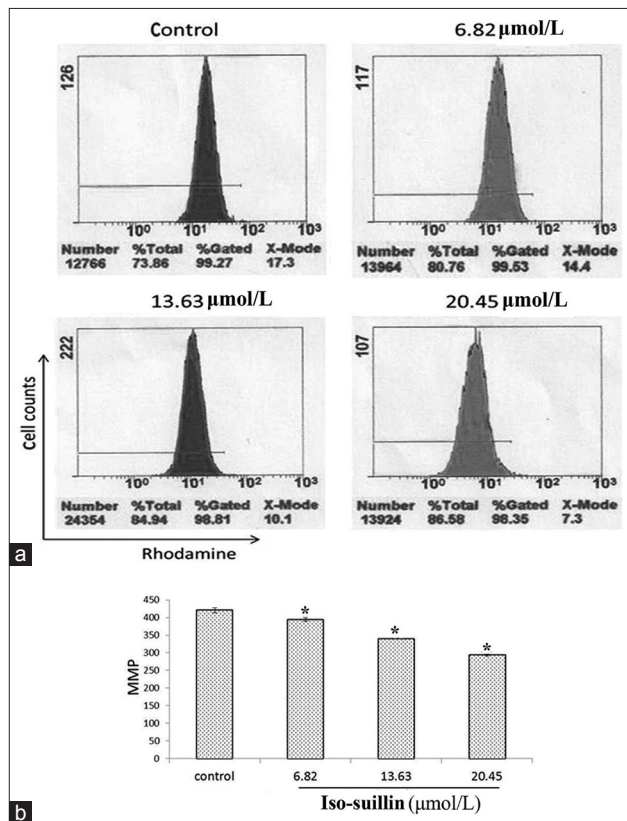 Control
126
10⁰ 10¹ 10² 10³
Number %Total %Gated X-Mode
12766 73.86 99.27 17.3
6.82 μmol/L
117
10⁰ 10¹ 10² 10³
Number %Total %Gated X-Mode
13964 80.76 99.53 14.4
13.63 μmol/L
222
10⁰ 10¹ 10² 10³
Number %Total %Gated X-Mode
24354 84.94 98.81 10.1
20.45 μmol/L
107
10⁰ 10¹ 10² 10³
Number %Total %Gated X-Mode
13924 86.58 98.35 7.3
Cell counts
Rhodamine
a
450
400
350
300
250
200
150
100
50
0
MMP
* * *
control 6.82 13.63 20.45
Iso-suillin (μmol/L)
b